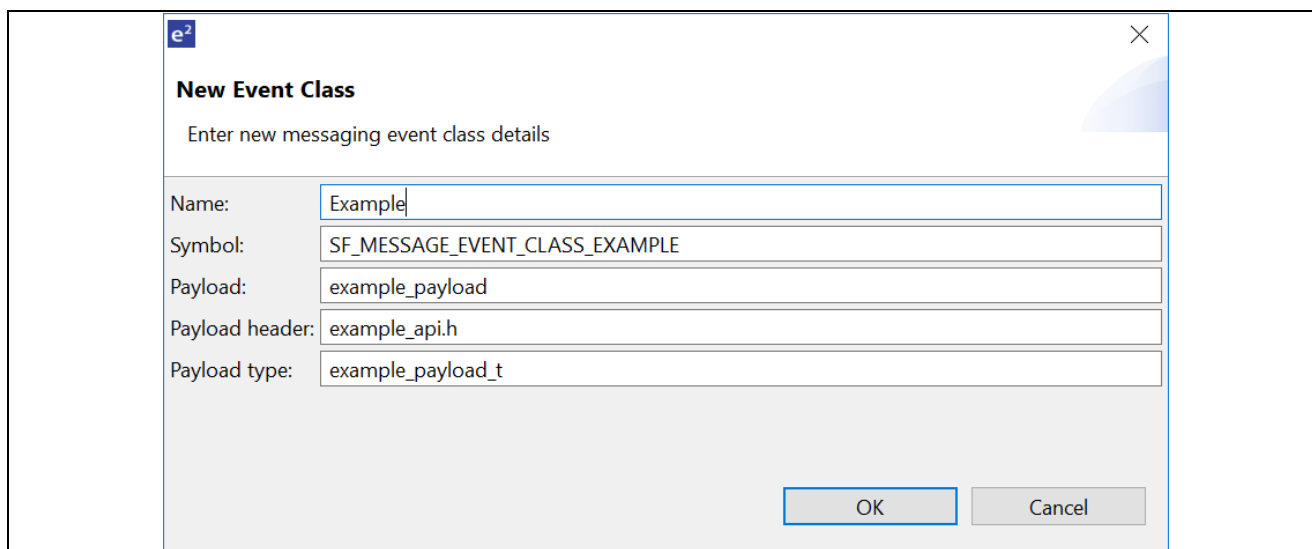 e²
New Event Class
Enter new messaging event class details
Name: Example
Symbol: SF_MESSAGE_EVENT_CLASS_EXAMPLE
Payload: example_payload
Payload header: example_api.h
Payload type: example_payload_t
OK Cancel